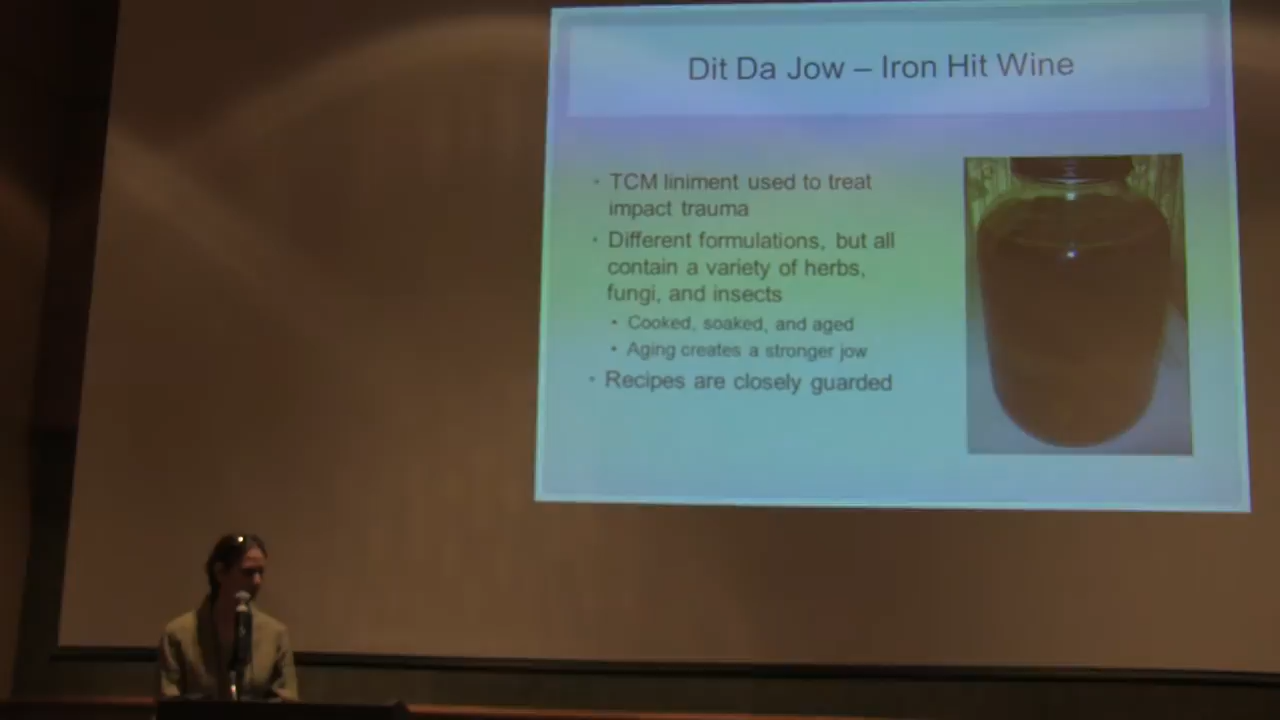 Dit Da Jow – Iron Hit Wine
• TCM liniment used to treat
impact trauma
• Different formulations, but all
contain a variety of herbs,
fungi, and insects
• Cooked, soaked, and aged
• Aging creates a stronger jow
• Recipes are closely guarded